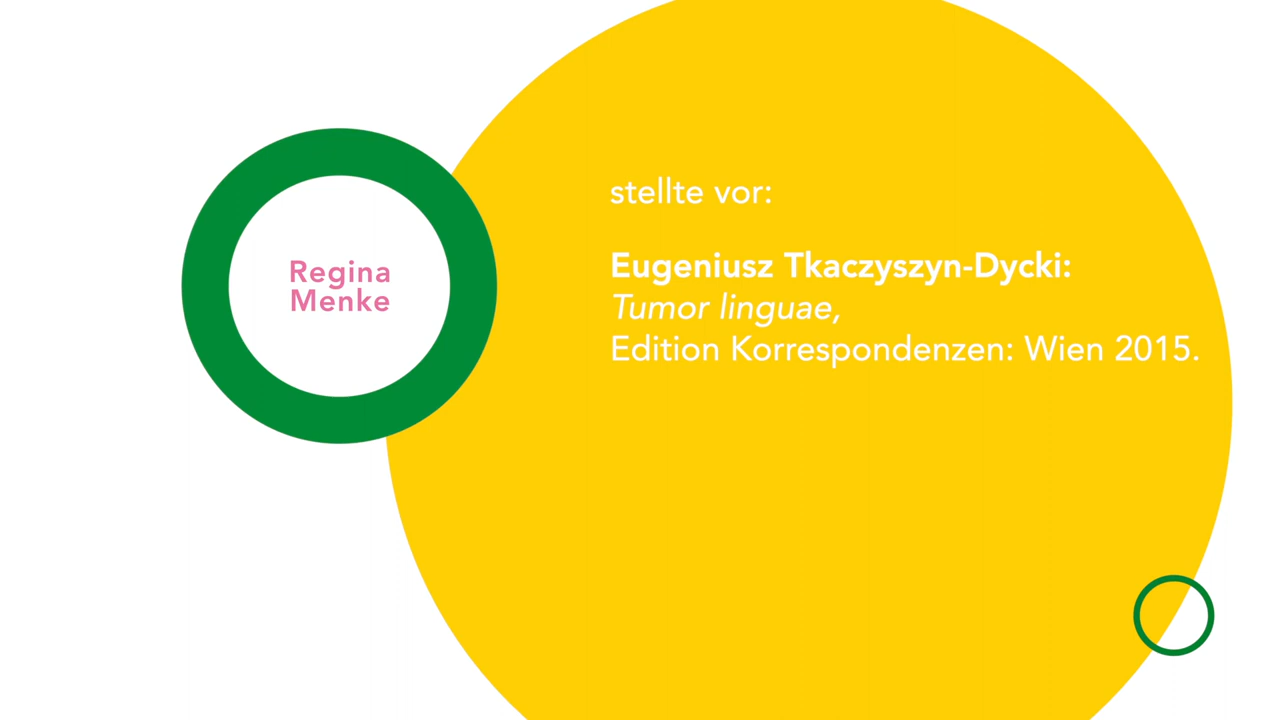 Regina
Menke
stellte vor:
Eugeniusz Tkaczyszyn-Dycki:
Tumor linguae,
Edition Korrespondenzen: Wien 2015.